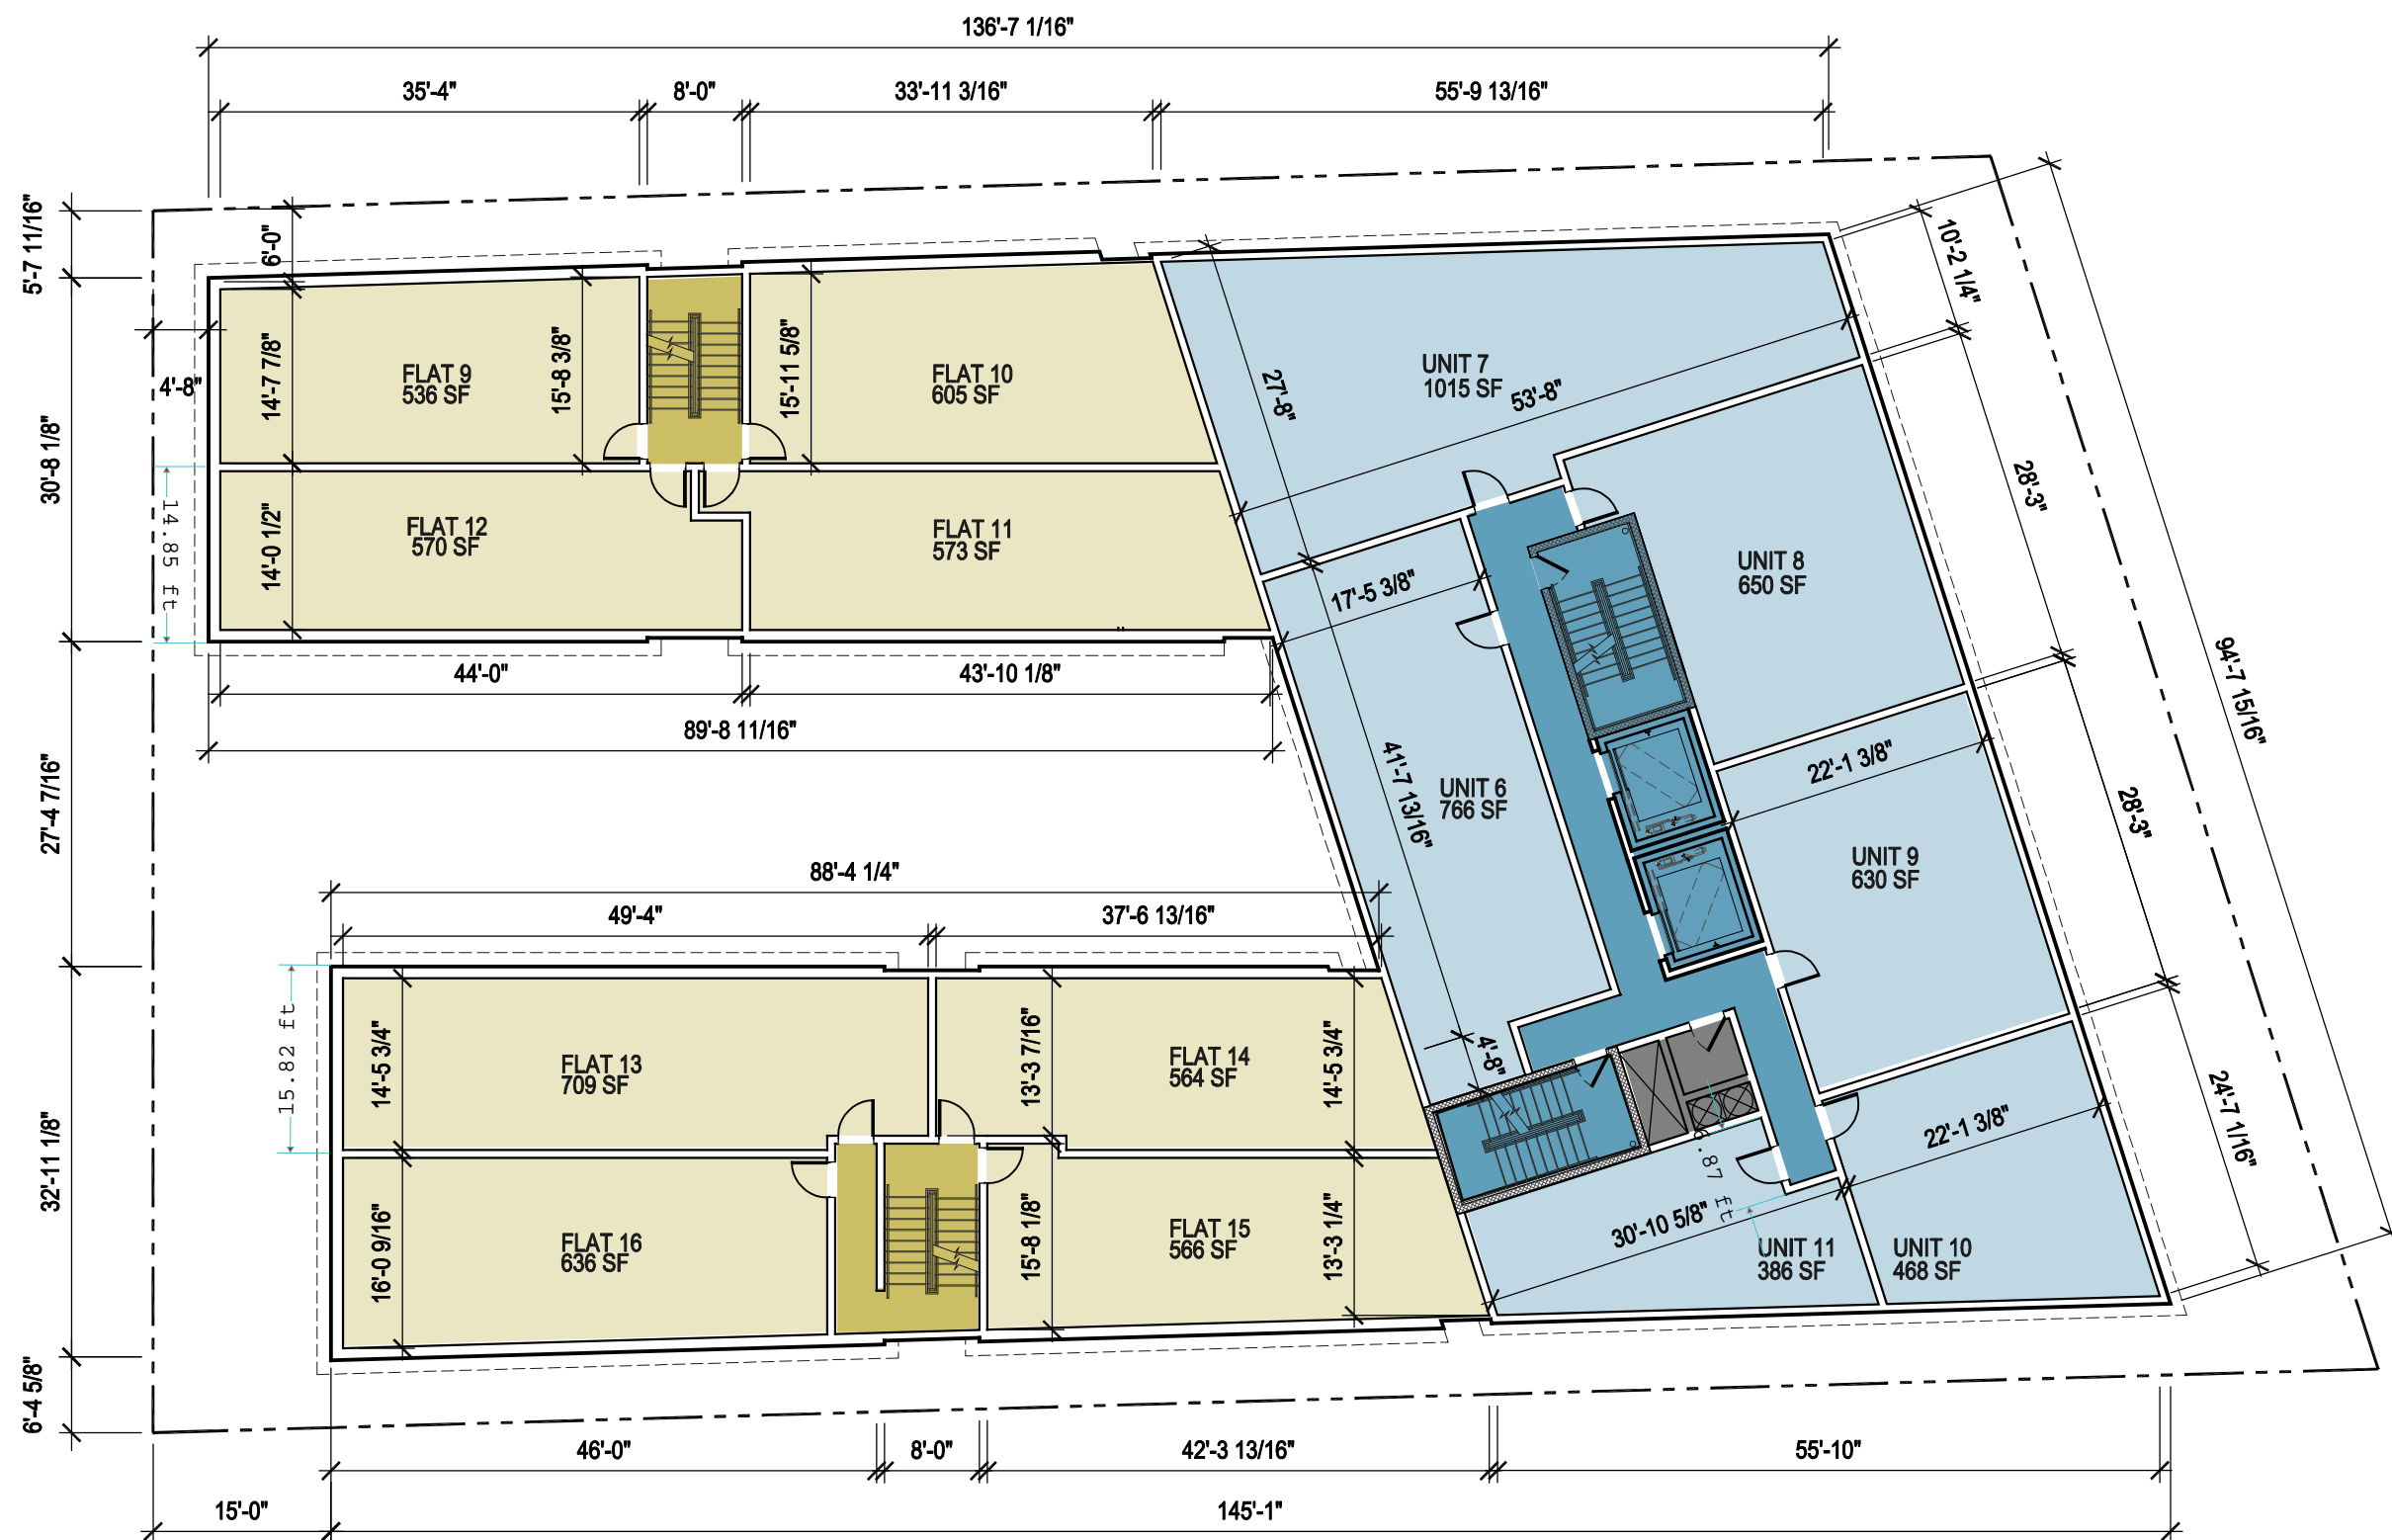 136'-7 1/16"
35'-4"
8'-0"
33'-11 3/16"
55'-9 13/16"
5'-7 11/16"
6'-0"
10'-2 1/4"
4'-8"
14'-7 7/8"
FLAT 9
536 SF
15'-8 3/8"
15'-11 5/8"
FLAT 10
605 SF
27'-8"
UNIT 7
1015 SF
53'-8"
30'-8 1/8"
28'-3"
14.85 ft
14'-0 1/2"
FLAT 12
570 SF
FLAT 11
573 SF
17'-5 3/8"
UNIT 8
650 SF
44'-0"
43'-10 1/8"
89'-8 11/16"
94'-7 15/16"
27'-4 7/16"
41'-7 13/16"
UNIT 6
766 SF
22'-1 3/8"
28'-3"
UNIT 9
630 SF
88'-4 1/4"
49'-4"
37'-6 13/16"
15.82 ft
14'-5 3/4"
FLAT 13
709 SF
13'-3 7/16"
FLAT 14
564 SF
14'-5 3/4"
4'-8"
32'-11 1/8"
24'-7 1/16"
22'-1 3/8"
6.87 ft
16'-0 9/16"
FLAT 16
636 SF
15'-8 1/8"
FLAT 15
566 SF
13'-3 1/4"
30'-10 5/8"
UNIT 11
386 SF
UNIT 10
468 SF
6'-4 5/8"
46'-0"
8'-0"
42'-3 13/16"
55'-10"
15'-0"
145'-1"